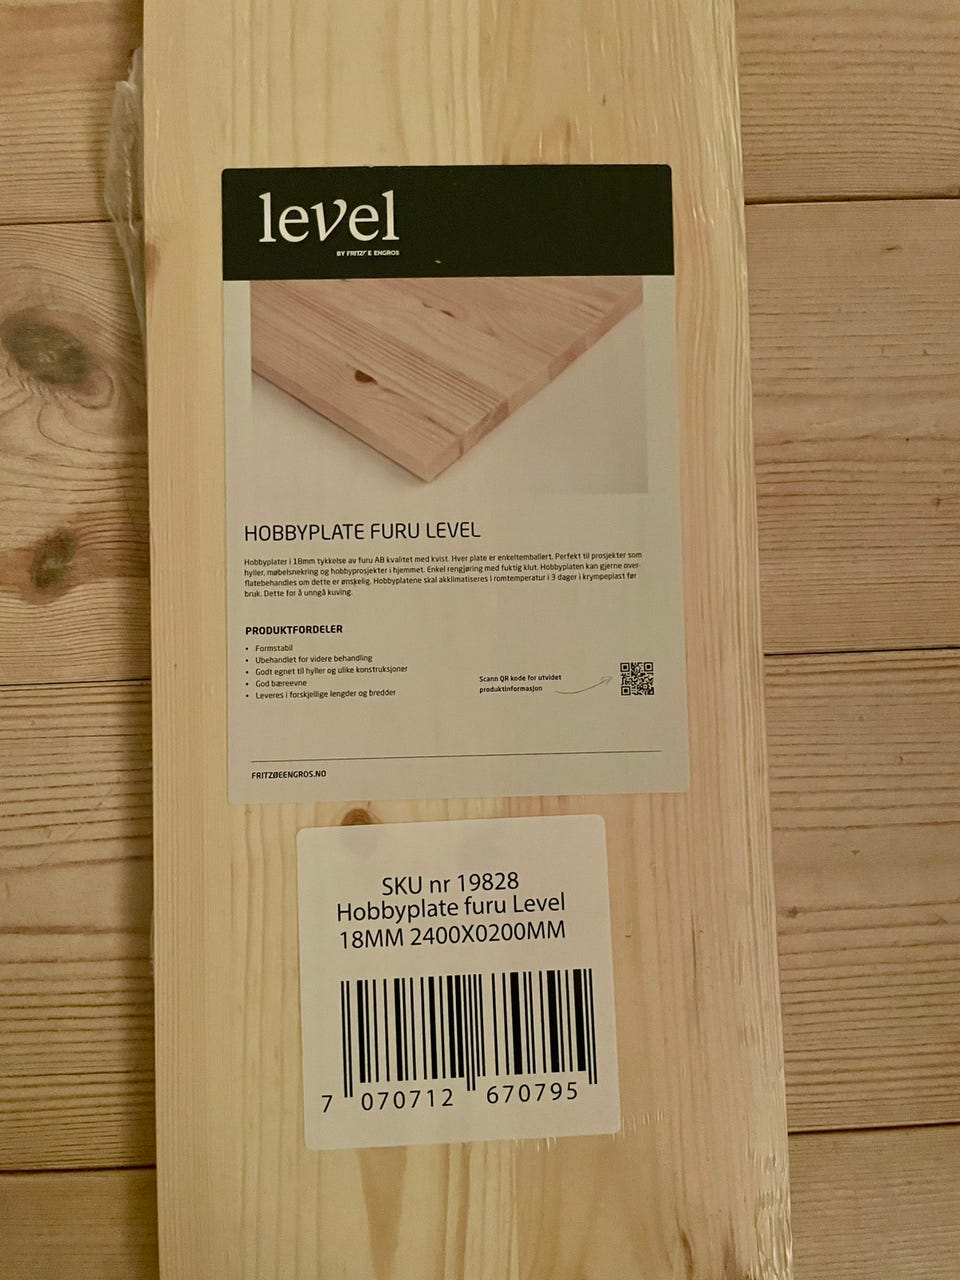 level
BY FRITZØE ENGROS
HOBBYPLATE FURU LEVEL
Hobbyplater i 18mm tykkelse av furu AB kvalitet med kvist. Hver plate er enkeltemballert. Perfekt til prosjekter som
hyller, møbelsnekring og hobbyprosjekter i hjemmet. Enkel rengjøring med fuktig klut. Hobbyplaten kan gjerne over-
flatebehandles om dette er ønskelig. Hobbyplatene skal akklimatiseres i romtemperatur i 3 dager i krympeplast før
bruk. Dette for å unngå kuving.
PRODUKTFORDELER
• Formstabil
• Ubehandlet for videre behandling
• Godt egnet til hyller og ulike konstruksjoner
• God bæreevne
• Leveres i forskjellige lengder og bredder
Scann QR kode for utvidet
produktinformasjon
FRITZØEENGROS.NO
SKU nr 19828
Hobbyplate furu Level
18MM 2400X0200MM
7 070712 670795